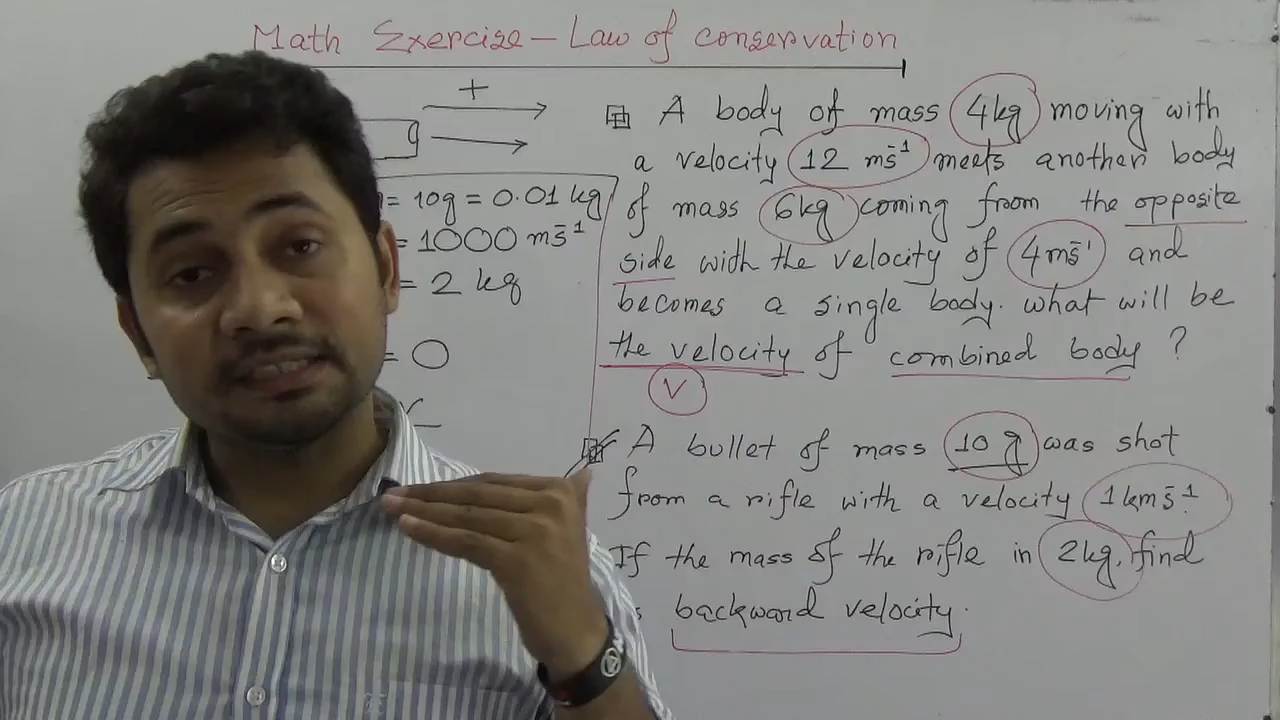 Math Exercise – Law of conservation
+
= 10g = 0.01 kg
= 1000 ms⁻¹
= 2 kg
= 0
A body of mass 4kg moving with
a velocity 12 ms⁻¹ meets another body
of mass 6kg coming from the opposite
side with the velocity of 4ms⁻¹ and
becomes a single body. what will be
the velocity of combined body ?
V
A bullet of mass 10 g was shot
from a rifle with a velocity 1kms⁻¹.
If the mass of the rifle in 2kg, find
backward velocity.